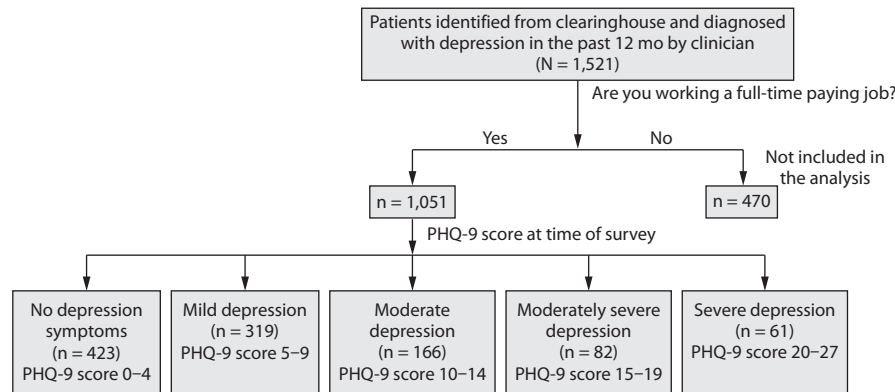 Patients identified from clearinghouse and diagnosed
with depression in the past 12 mo by clinician
(N = 1,521)
Are you working a full-time paying job?
Yes
No
Not included in
the analysis
n = 1,051
n = 470
PHQ-9 score at time of survey
No depression
symptoms
(n = 423)
PHQ-9 score 0–4
Mild depression
(n = 319)
PHQ-9 score 5–9
Moderate
depression
(n = 166)
PHQ-9 score 10–14
Moderately severe
depression
(n = 82)
PHQ-9 score 15–19
Severe depression
(n = 61)
PHQ-9 score 20–27